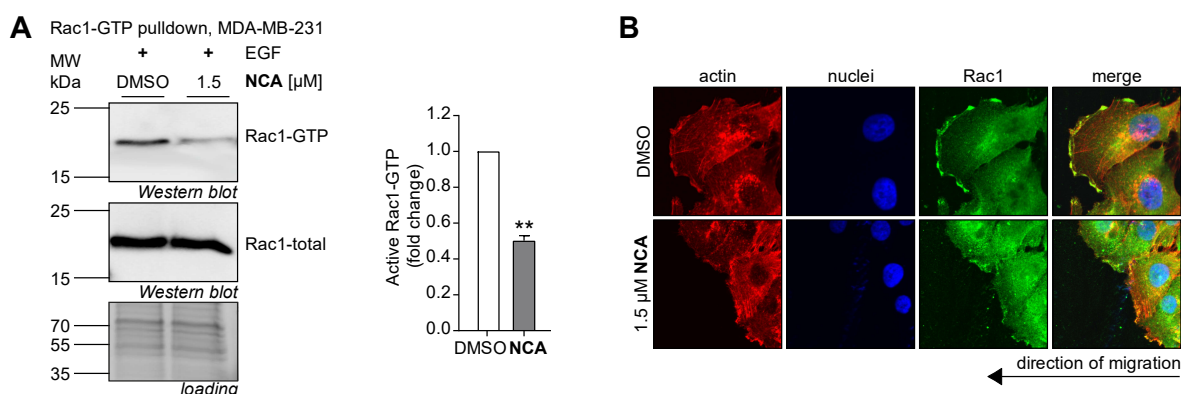 A
Rac1-GTP pulldown, MDA-MB-231
MW
kDa
+ + EGF
DMSO 1.5 NCA [µM]
25
Rac1-GTP
15
Western blot
25
Rac1-total
15
Western blot
70
55
35
loading
Active Rac1-GTP
(fold change)
1.2
1.0
0.8
0.6
0.4
0.2
0.0
**
DMSO NCA
B
actin nuclei Rac1 merge
DMSO
1.5 µM NCA
direction of migration